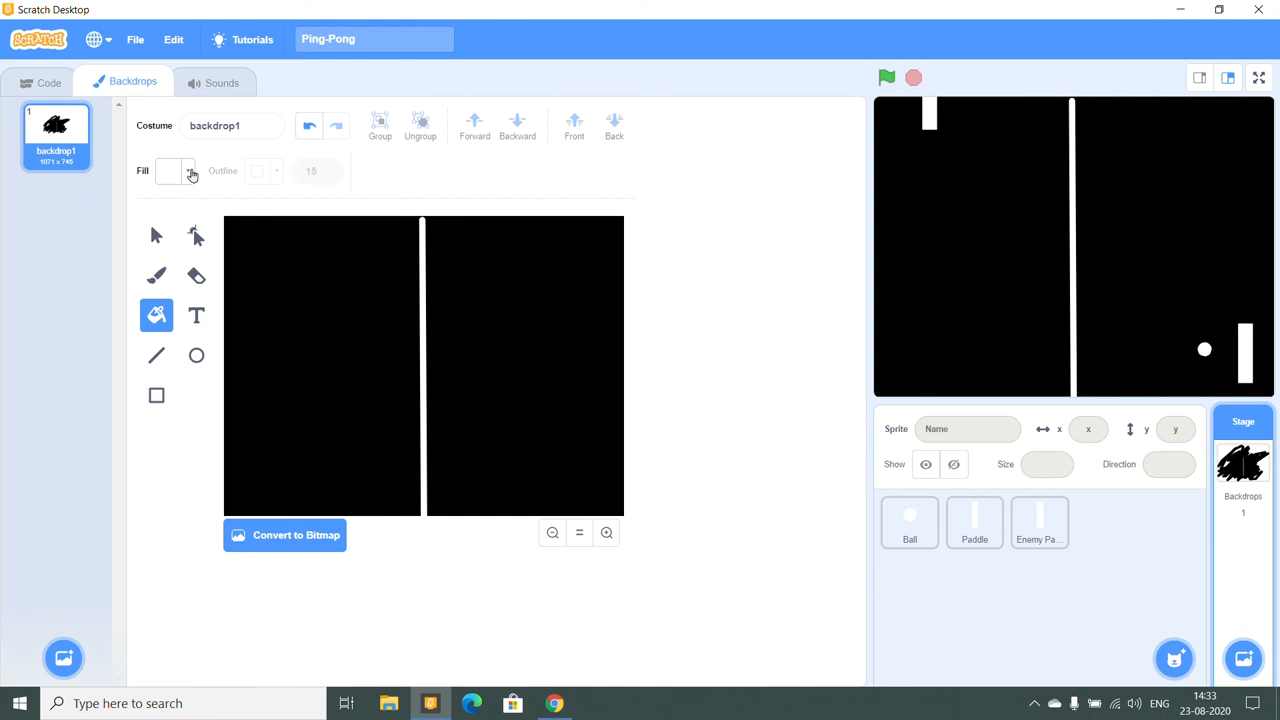 Scratch Desktop
SCRATCH
File
Edit
Tutorials
Ping-Pong
Code
Backdrops
Sounds
1
backdrop1
1071 x 745
Costume
backdrop1
Group
Ungroup
Forward
Backward
Front
Back
Fill
Outline
15
T
Convert to Bitmap
Sprite
Name
x
x
y
y
Show
Size
Direction
Ball
Paddle
Enemy Pa...
Stage
Backdrops
1
Type here to search
ENG
14:33
23-08-2020